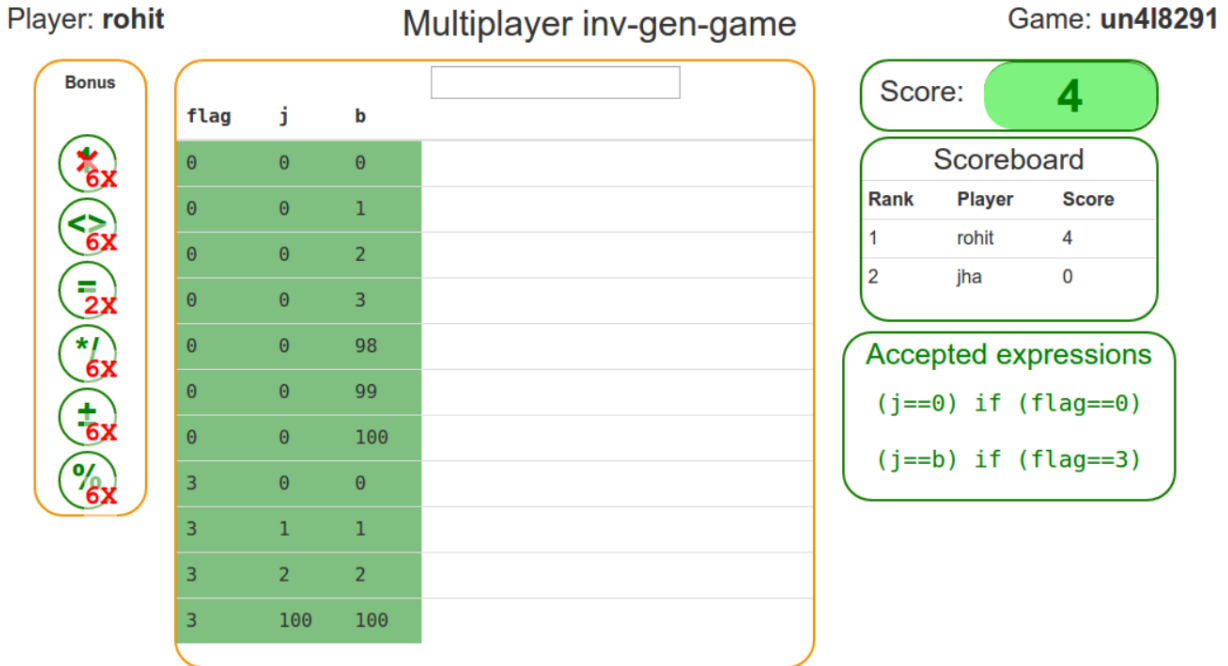 Player: rohit
Multiplayer inv-gen-game
Game: un4l8291
Bonus
6X
<> 6X
= 2X
*/ 6X
± 6X
% 6X
flag j b
0 0 0
0 0 1
0 0 2
0 0 3
0 0 98
0 0 99
0 0 100
3 0 0
3 1 1
3 2 2
3 100 100
Score: 4
Scoreboard
Rank Player Score
1 rohit 4
2 jha 0
Accepted expressions
(j==0) if (flag==0)
(j==b) if (flag==3)